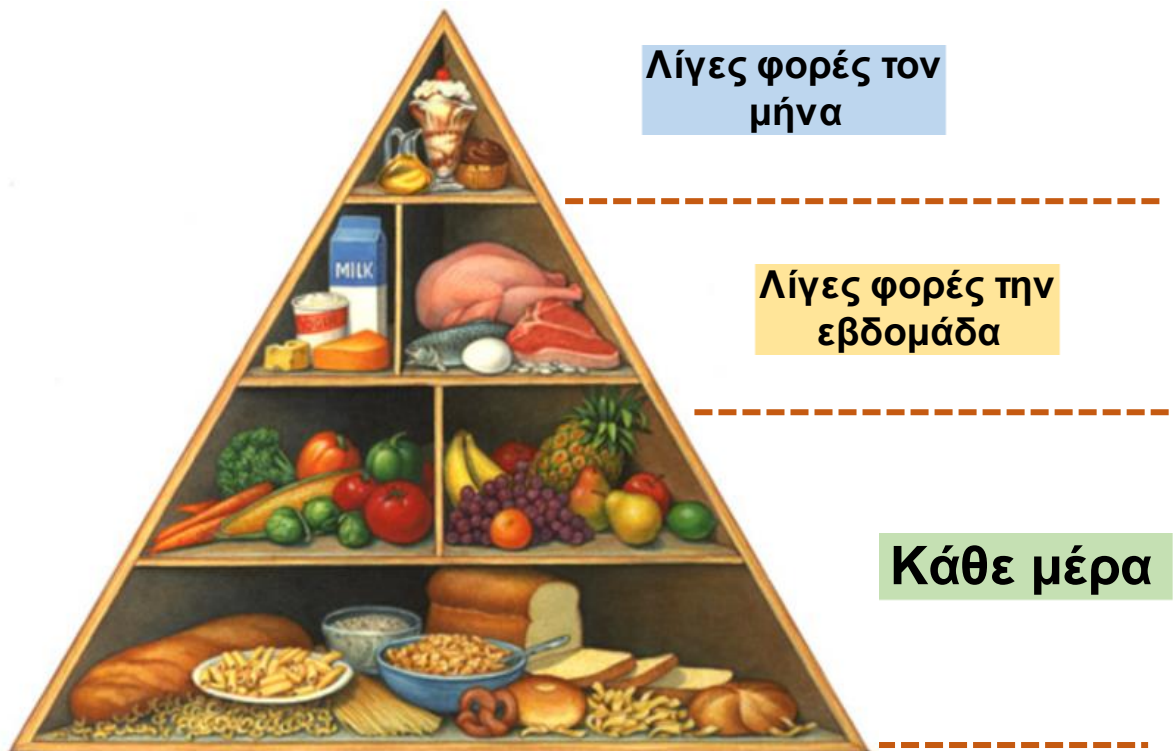 Λίγες φορές τον
μήνα
MILK
Λίγες φορές την
εβδομάδα
Κάθε μέρα